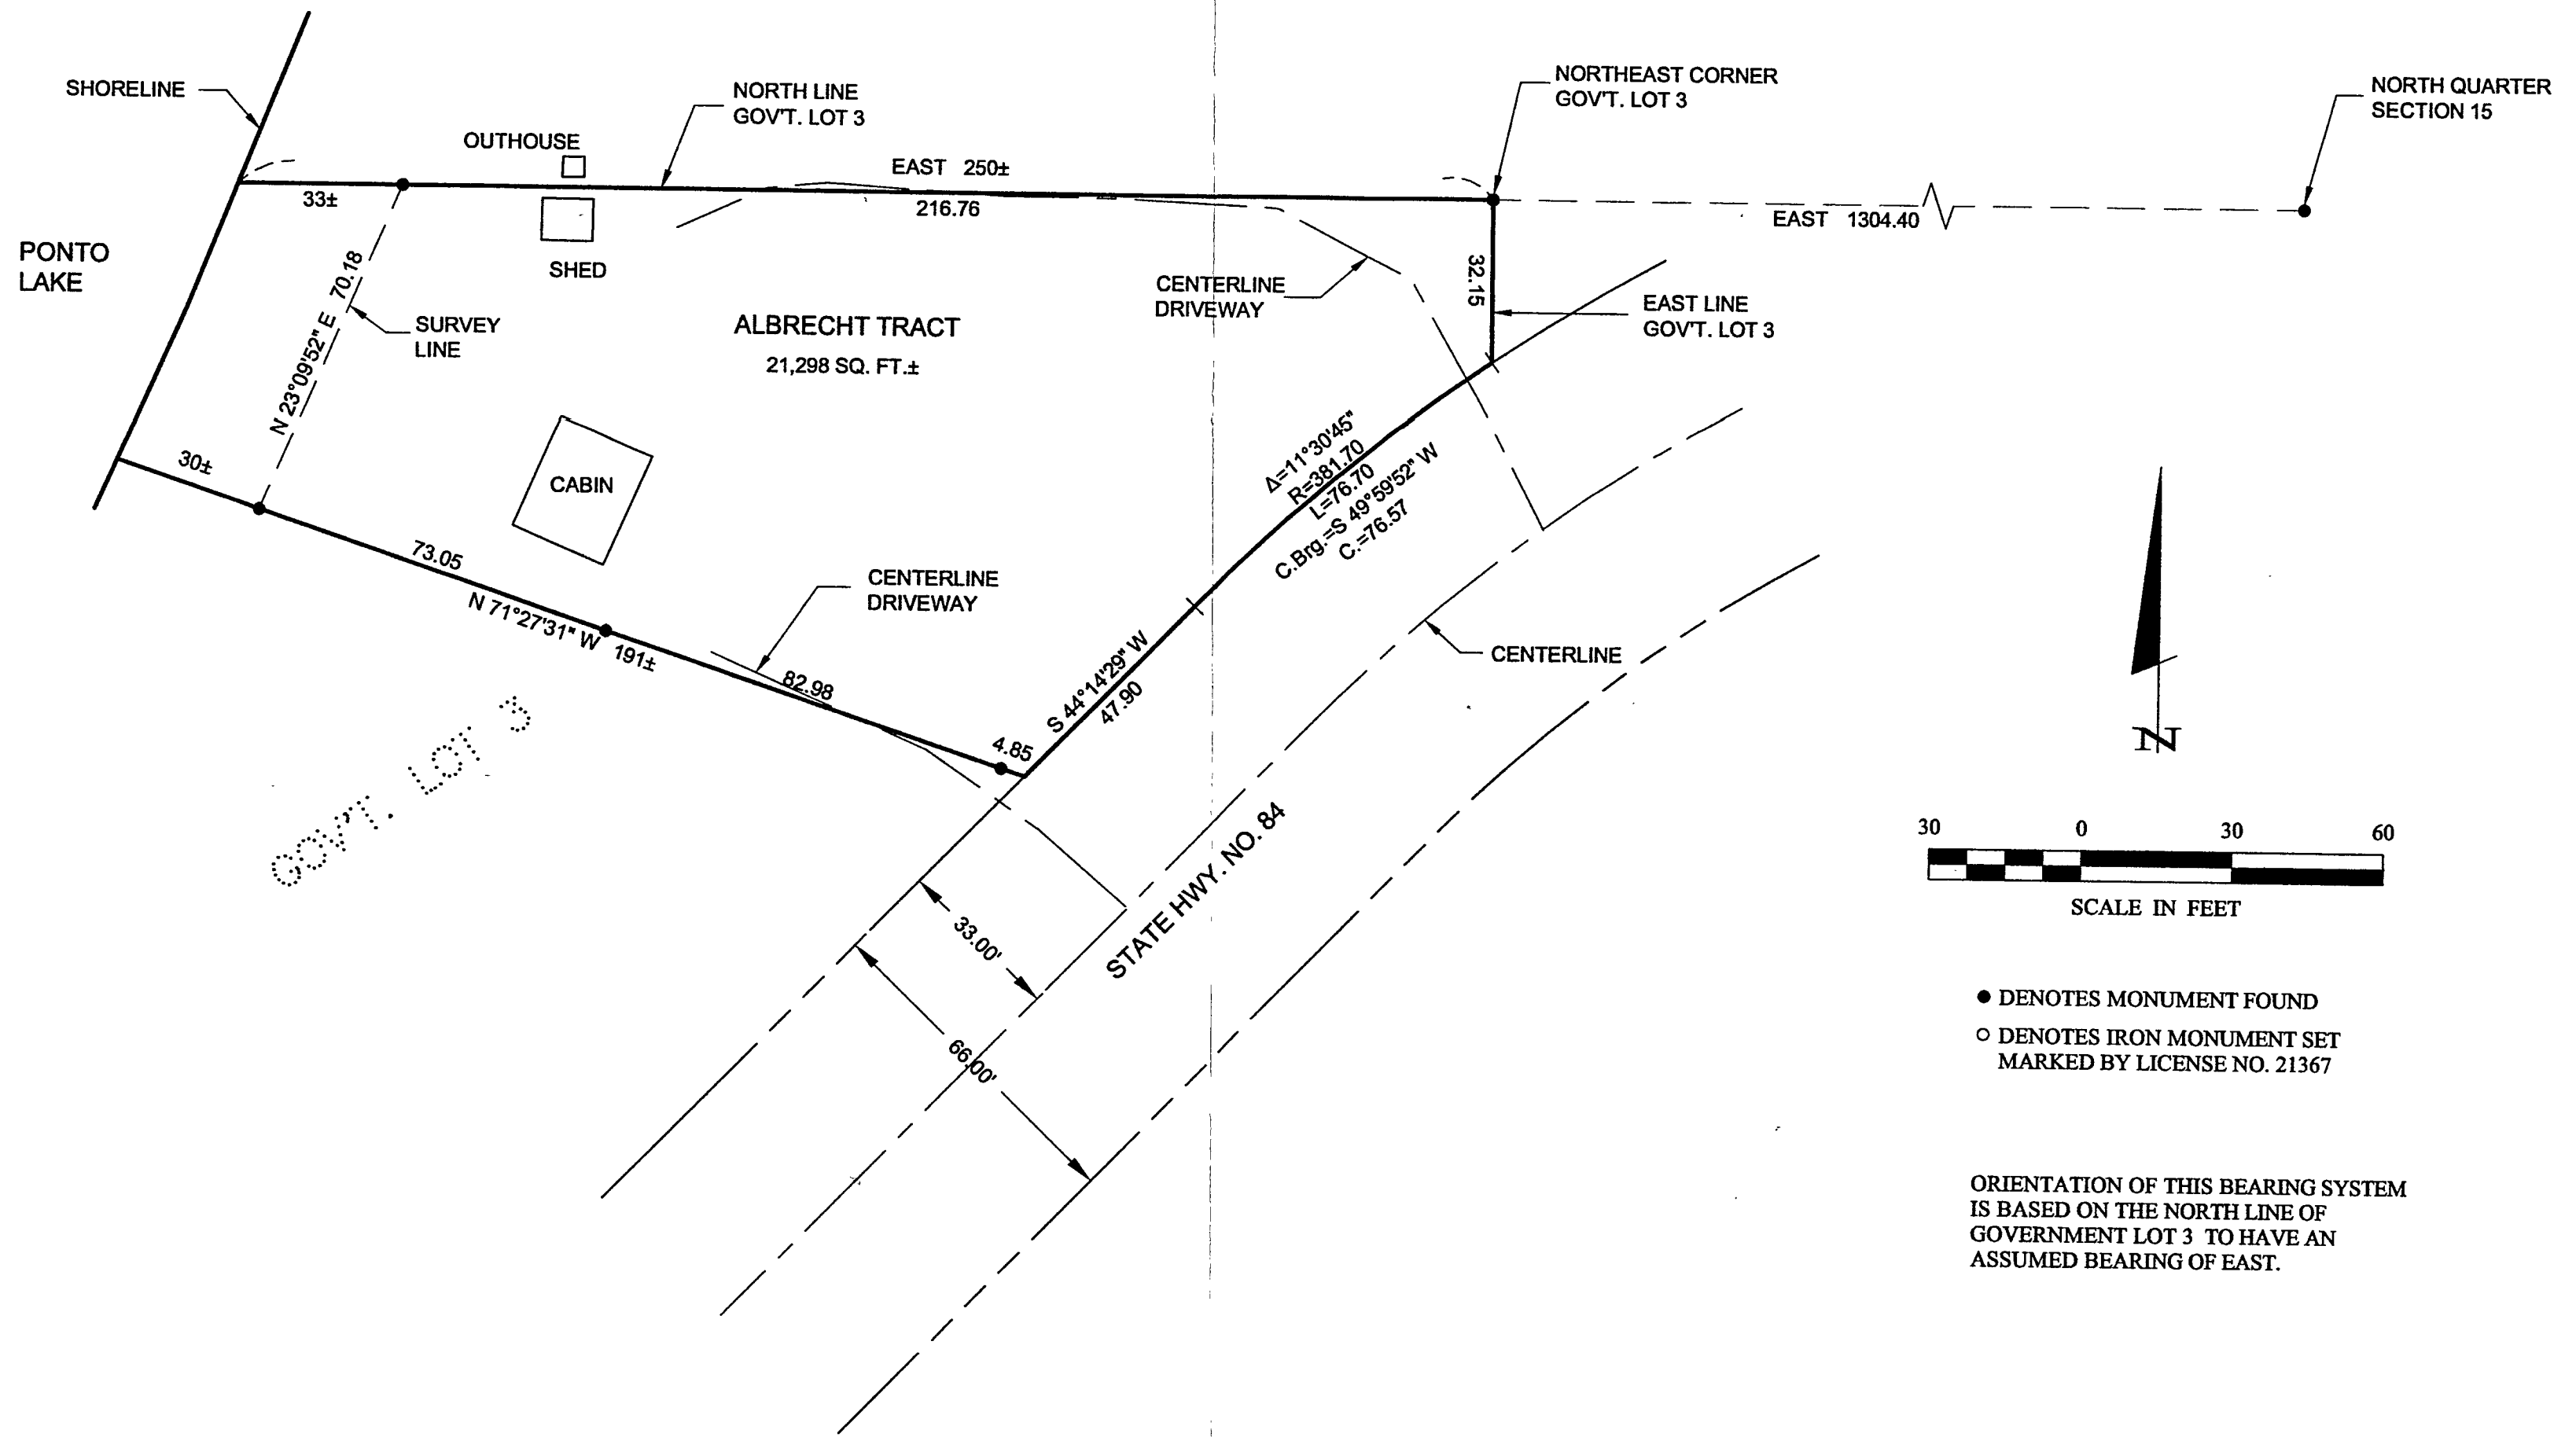 SHORELINE
NORTH LINE
GOV'T. LOT 3
NORTHEAST CORNER
GOV'T. LOT 3
NORTH QUARTER
SECTION 15
OUTHOUSE
EAST 250±
33±
216.76
EAST 1304.40
PONTO
LAKE
SHED
N 23°09'52" E 70.18
SURVEY
LINE
ALBRECHT TRACT
21,298 SQ. FT.±
CENTERLINE
DRIVEWAY
32.15
EAST LINE
GOV'T. LOT 3
30±
CABIN
Δ=11°30'45"
R=381.70
L=76.70
C.Brg.=S 49°59'52" W
C.=76.57
73.05
N 71°27'31" W 191±
CENTERLINE
DRIVEWAY
82.98
4.85
S 44°14'29" W
47.90
CENTERLINE
GOV'T. LOT 3
STATE HWY. NO. 84
33.00'
66.00'
N
30 0 30 60
SCALE IN FEET
DENOTES MONUMENT FOUND
DENOTES IRON MONUMENT SET
MARKED BY LICENSE NO. 21367
ORIENTATION OF THIS BEARING SYSTEM
IS BASED ON THE NORTH LINE OF
GOVERNMENT LOT 3 TO HAVE AN
ASSUMED BEARING OF EAST.